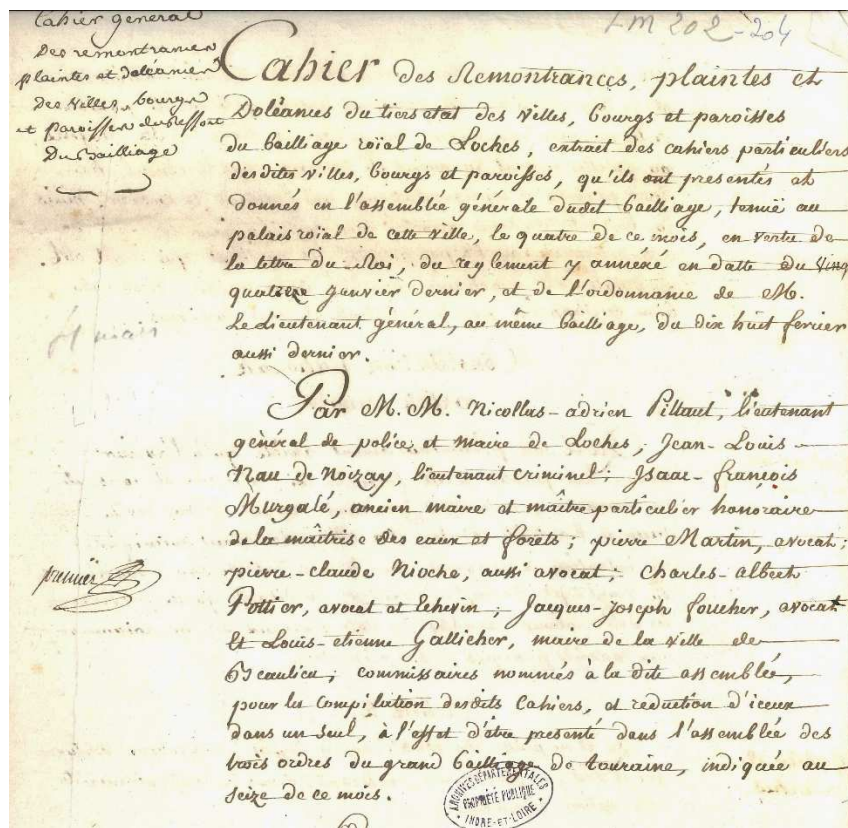 Cahier general
Des remontrances
plaintes et doléances
Des villes, bourgs
et paroisses du ressort
Du Bailliage
Lm 202-204
Cahier des Remontrances, plaintes et
Doléances du tiers etat des villes, bourgs et paroisses
du bailliage roïal de Loches, extrait des cahiers particuliers
desdites villes, bourgs et paroisses, qu'ils ont presentés et
donnés en l'assemblée générale dudit bailliage, tenuë au
palais roïal de cette ville, le quatre de ce mois, en vertu de
la lettre du Roi, du reglement y annéxé en datte du vingt
quatre janvier dernier, et de l'ordonnance de M.
Le Lieutenant général, au même bailliage, du dix huit fevrier
aussi dernier.
Par M. M. Nicollas-adrien Pillaut, lieutenant
général de police et maire de Loches; Jean-Louis
Nau de Noizay, lieutenant criminel; Isaac-françois
Murgalé, ancien maire et maître particulier honoraire
de la maîtrise des eaux et forêts; pierre Martin, avocat;
pierre-claude Nioche, aussi avocat; Charles-albert
Pottier, avocat et Echevin; Jacques-Joseph foucher, avocat
Et Louis-etienne Gallicher, maire de la ville de
Beaulieu; commissaires nommés à la dite assemblée,
pour la compilation desdits Cahiers, et reduction d'iceux
dans un seul, à l'effet d'être presenté dans l'assemblée des
trois ordres du grand bailliage de touraine, indiquée au
seize de ce mois.
premier
ARCHIVES DÉPARTEMENTALES
PROPRIÉTÉ PUBLIQUE
INDRE-ET-LOIRE